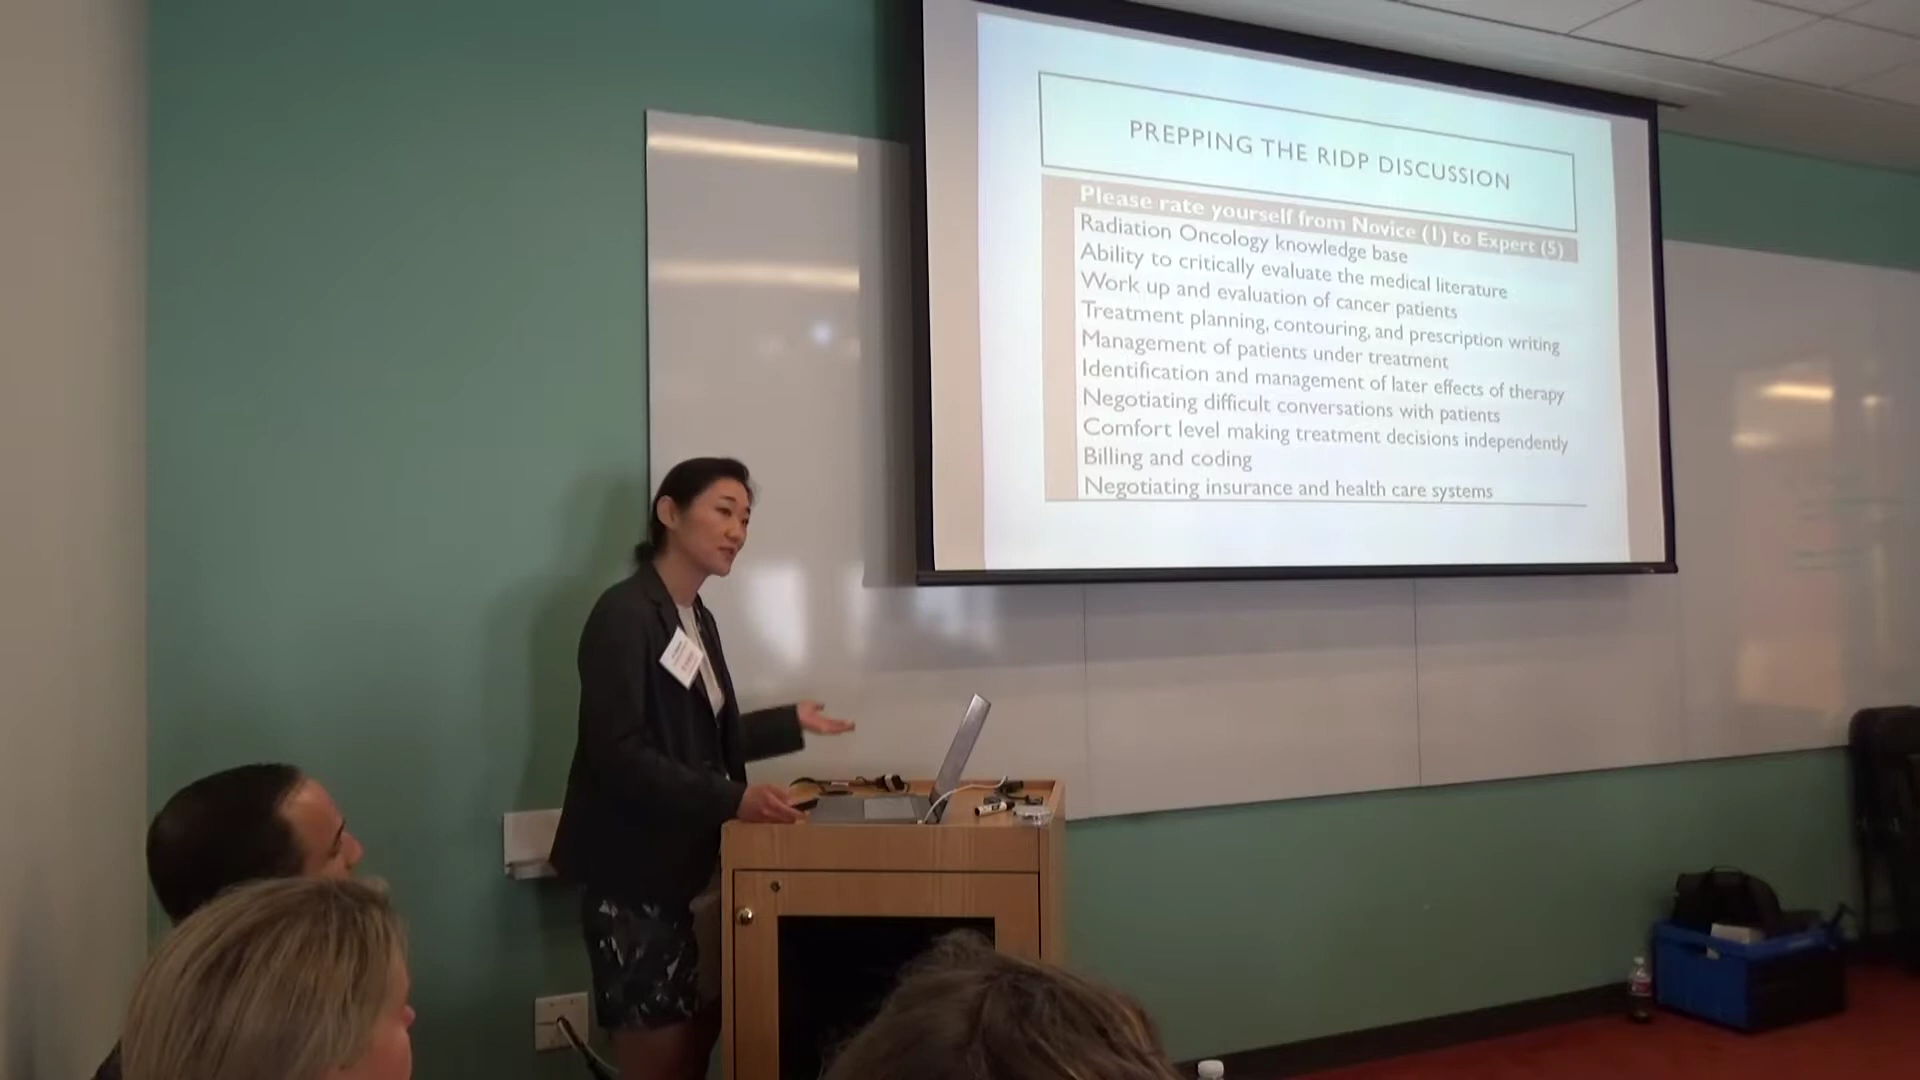 PREPPING THE RIDP DISCUSSION
Please rate yourself from Novice (1) to Expert (5)
Radiation Oncology knowledge base
Ability to critically evaluate the medical literature
Work up and evaluation of cancer patients
Treatment planning, contouring, and prescription writing
Management of patients under treatment
Identification and management of later effects of therapy
Negotiating difficult conversations with patients
Comfort level making treatment decisions independently
Billing and coding
Negotiating insurance and health care systems